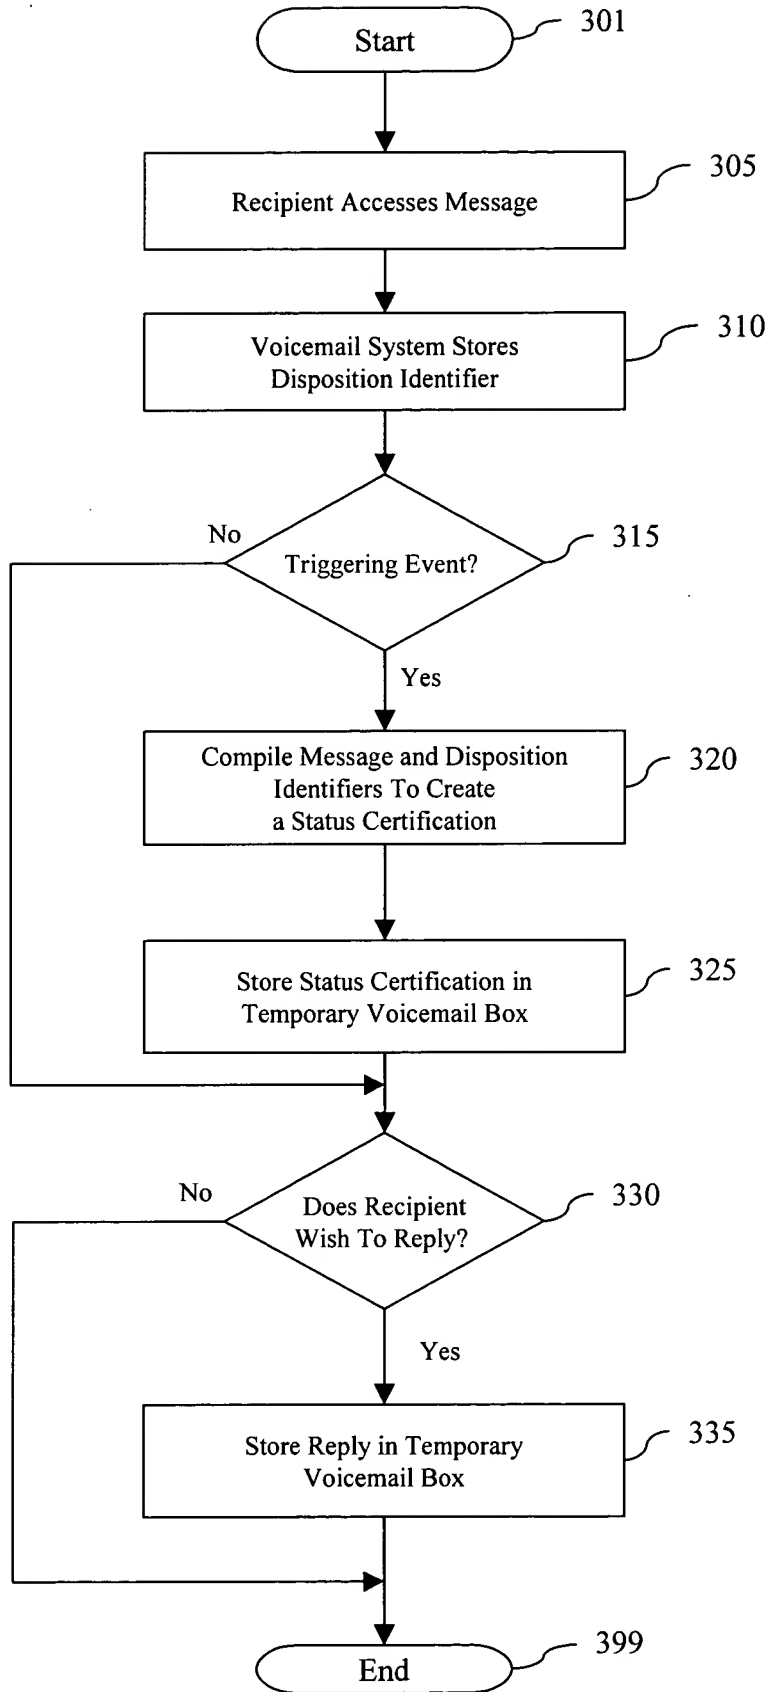 Start
301
Recipient Accesses Message
305
Voicemail System Stores
Disposition Identifier
310
No
Triggering Event?
315
Yes
Compile Message and Disposition
Identifiers To Create
a Status Certification
320
Store Status Certification in
Temporary Voicemail Box
325
No
Does Recipient
Wish To Reply?
330
Yes
Store Reply in Temporary
Voicemail Box
335
End
399